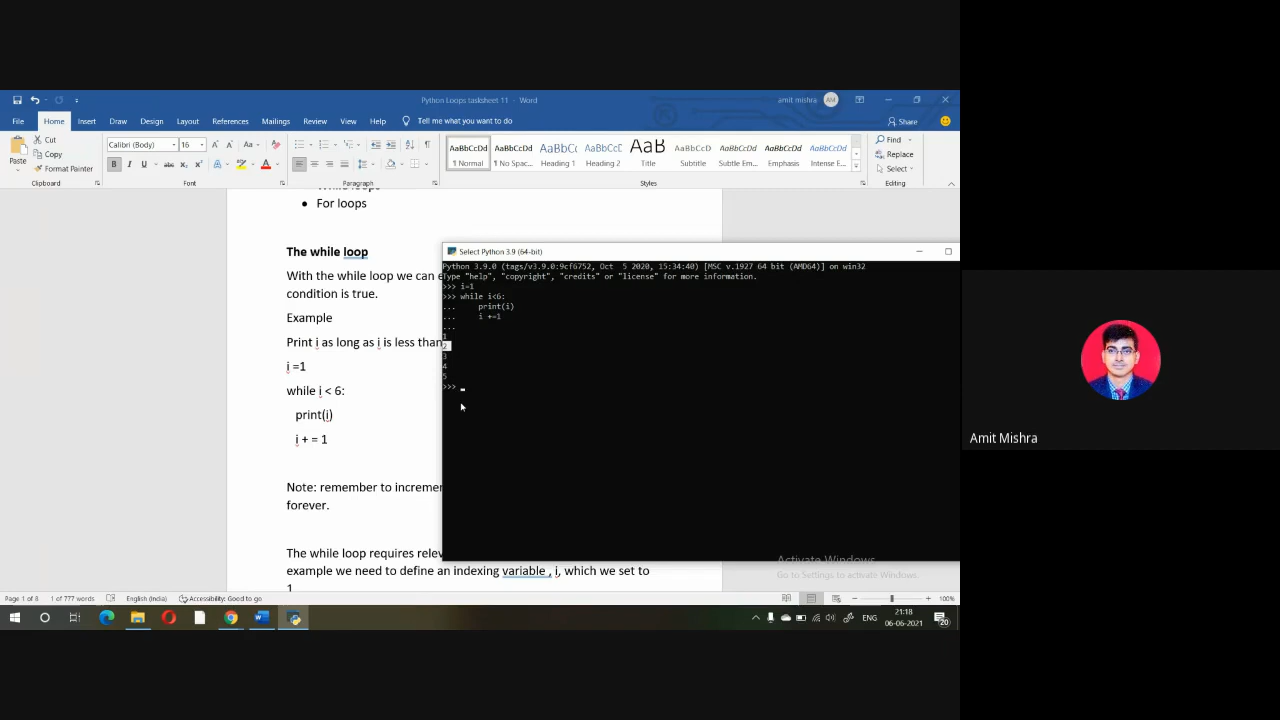 Python Loops tasksheet 11 - Word
amit mishra
AM
File
Home
Insert
Draw
Design
Layout
References
Mailings
Review
View
Help
Tell me what you want to do
Share
Paste
Cut
Copy
Format Painter
Clipboard
Calibri (Body)
16
Font
Paragraph
AaBbCcDd AaBbCcDd AaBbC AaBbCcC AaB AaBbCcD AaBbCcDd AaBbCcDd AaBbCcDd
¶ Normal
¶ No Spac...
Heading 1
Heading 2
Title
Subtitle
Subtle Em...
Emphasis
Intense E...
Styles
Find
Replace
Select
Editing
• For loops
The while loop
With the while loop we can e
condition is true.
Example
Print i as long as i is less than
i =1
while i < 6:
print(i)
i + = 1
Note: remember to increme
forever.
The while loop requires relev
example we need to define an indexing variable , i, which we set to
1
Select Python 3.9 (64-bit)
Python 3.9.0 (tags/v3.9.0:9cf6752, Oct 5 2020, 15:34:40) [MSC v.1927 64 bit (AMD64)] on win32
Type "help", "copyright", "credits" or "license" for more information.
>>> i=1
>>> while i<6:
... print(i)
... i +=1
...
1
2
3
4
5
>>>
Activate Windows
Go to Settings to activate Windows.
Page 1 of 8
1 of 777 words
English (India)
Accessibility: Good to go
100%
ENG
21:18
06-06-2021
20
Amit Mishra